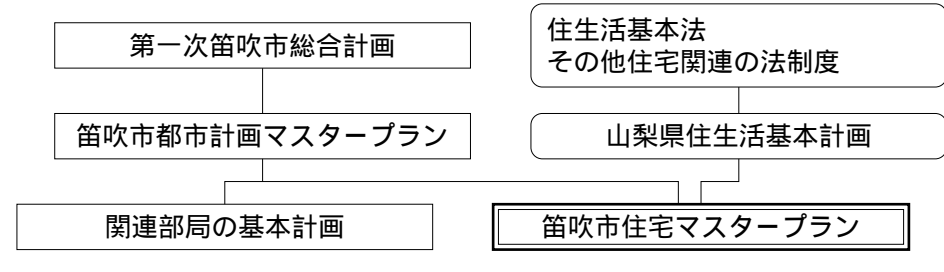 第一次笛吹市総合計画
住生活基本法
その他住宅関連の法制度
笛吹市都市計画マスタープラン
山梨県住生活基本計画
関連部局の基本計画
笛吹市住宅マスタープラン